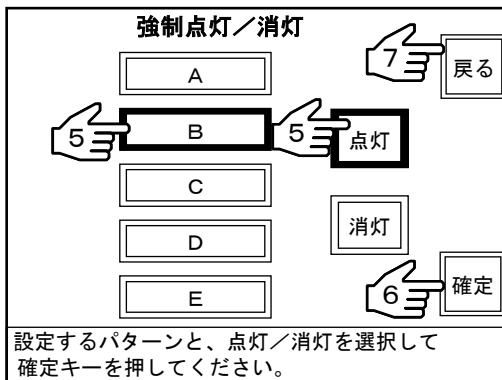 強制点灯／消灯
7
戻る
A
5
B
5
点灯
C
消灯
D
6
確定
E
設定するパターンと、点灯／消灯を選択して
確定キーを押してください。